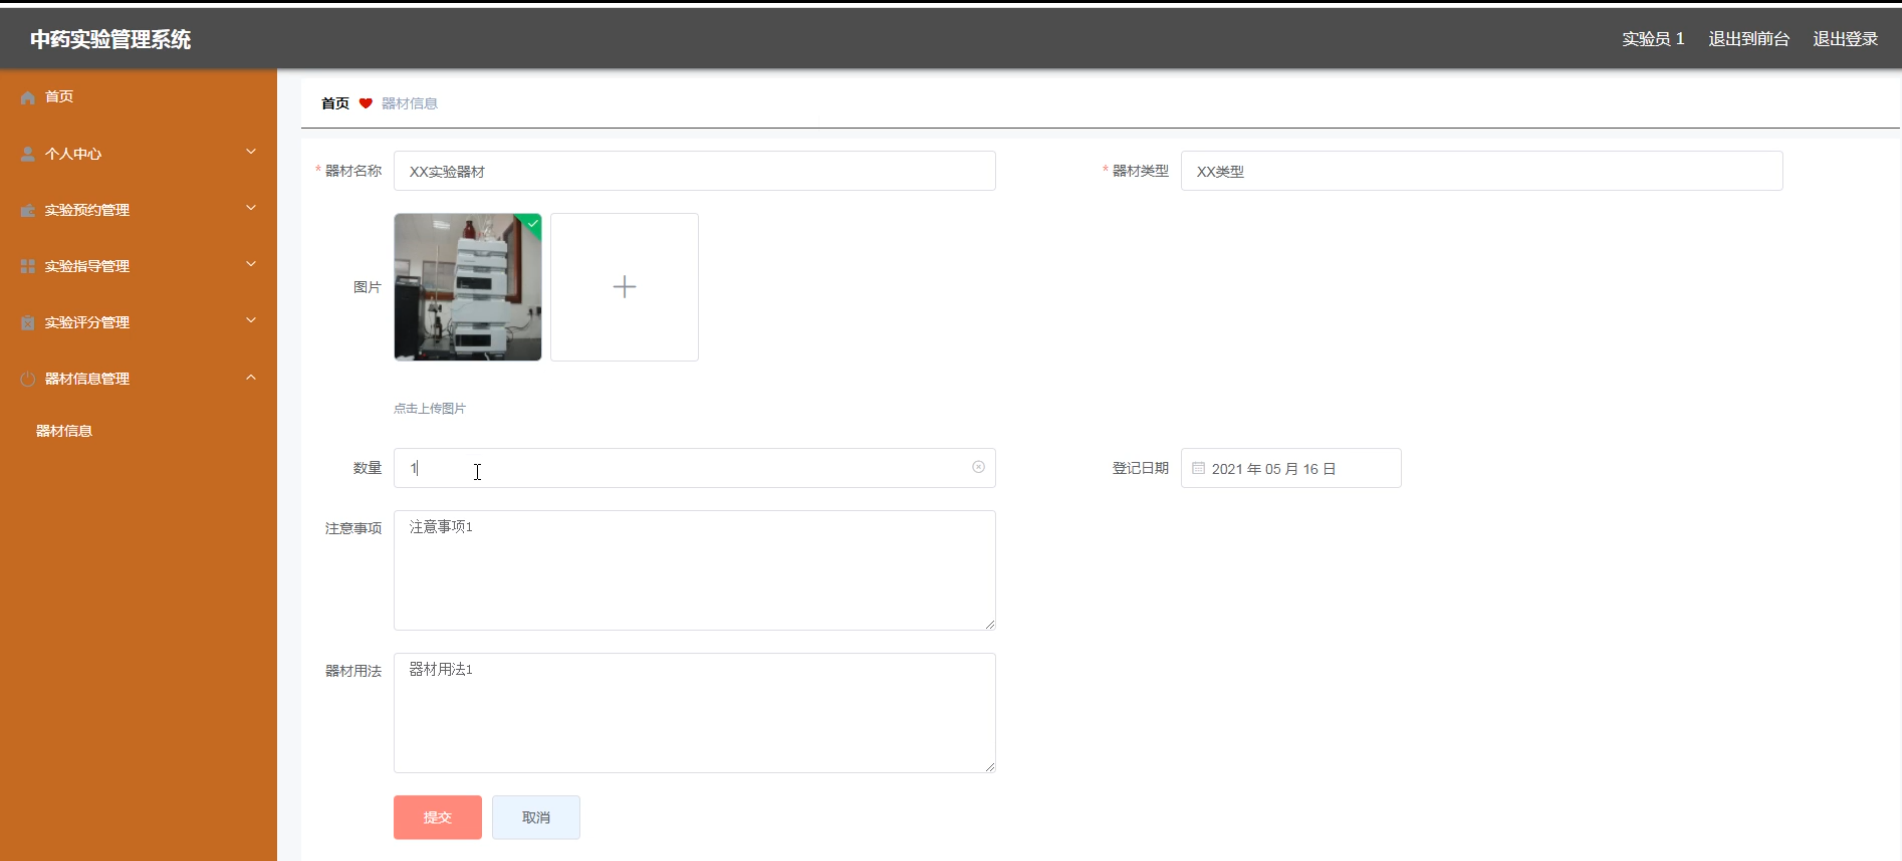 中药实验管理系统
实验员 1 退出到前台 退出登录
首页
个人中心
实验预约管理
实验指导管理
实验评分管理
器材信息管理
器材信息
首页 器材信息
* 器材名称 XX实验器材
* 器材类型 XX类型
图片
点击上传图片
数量 1
登记日期 2021 年 05 月 16 日
注意事项 注意事项1
器材用法 器材用法1
提交 取消